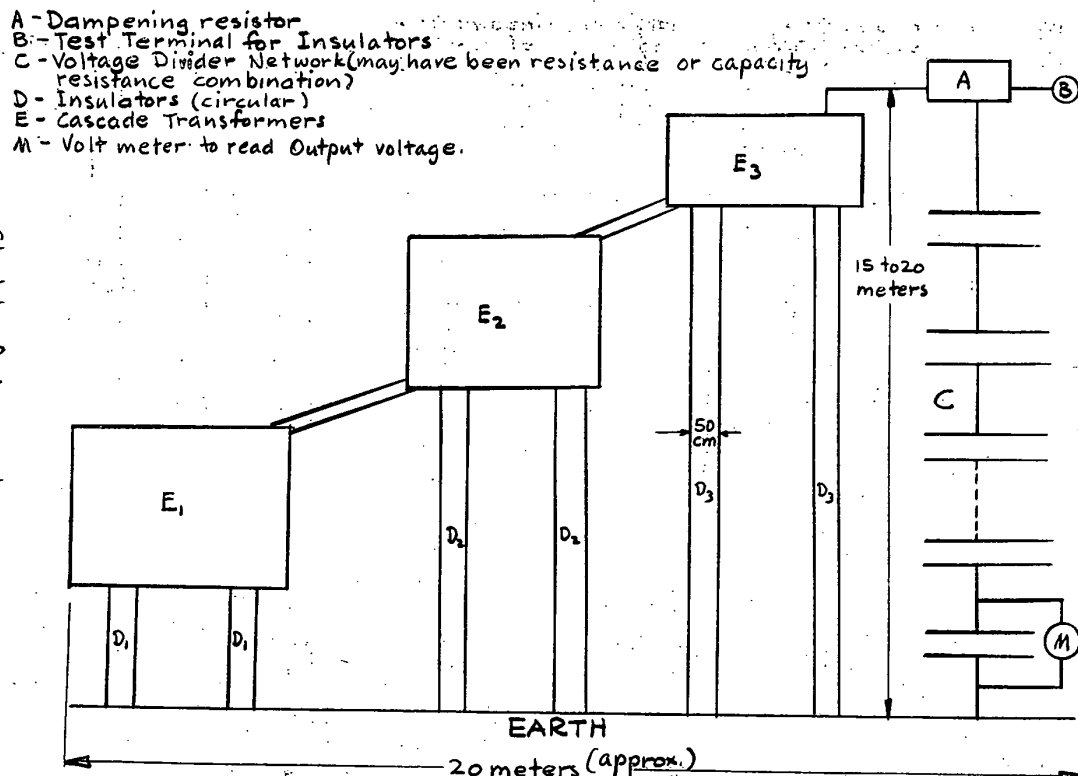 A - Dampening resistor
B - Test Terminal for Insulators
C - Voltage Divider Network (may have been resistance or capacity
resistance combination)
D - Insulators (circular)
E - Cascade Transformers
M - Volt meter to read Output voltage.
A
B
E3
E2
15 to 20
meters
C
50
cm
E1
D3
D3
D2
D2
D1
D1
M
EARTH
20 meters (approx.)